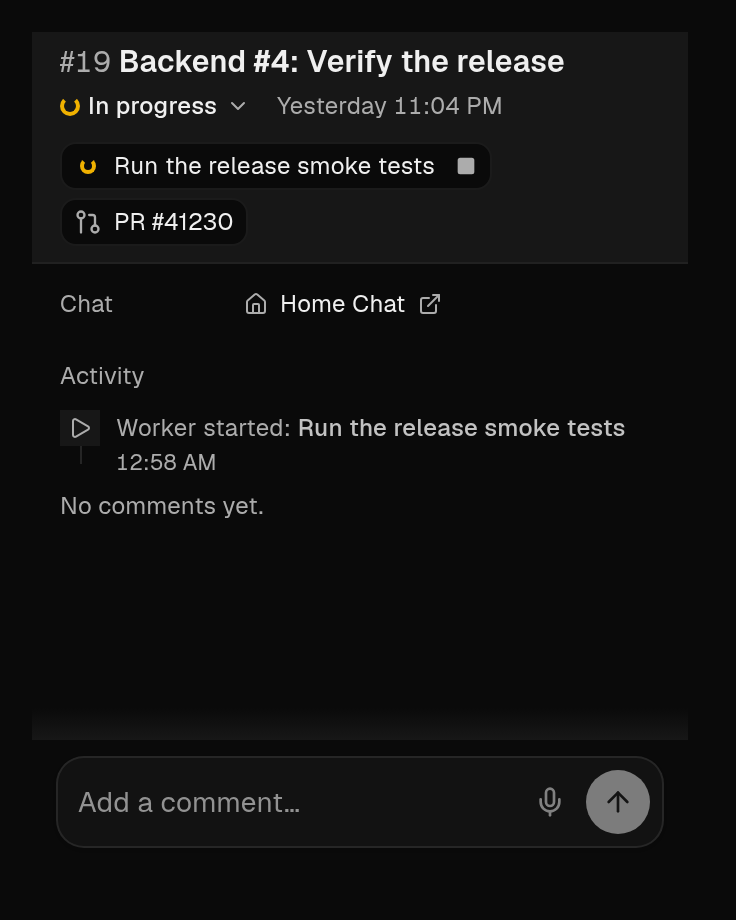 #19 Backend #4: Verify the release
In progress Yesterday 11:04 PM
Run the release smoke tests
PR #41230
Chat Home Chat
Activity
Worker started: Run the release smoke tests
12:58 AM
No comments yet.
Add a comment…